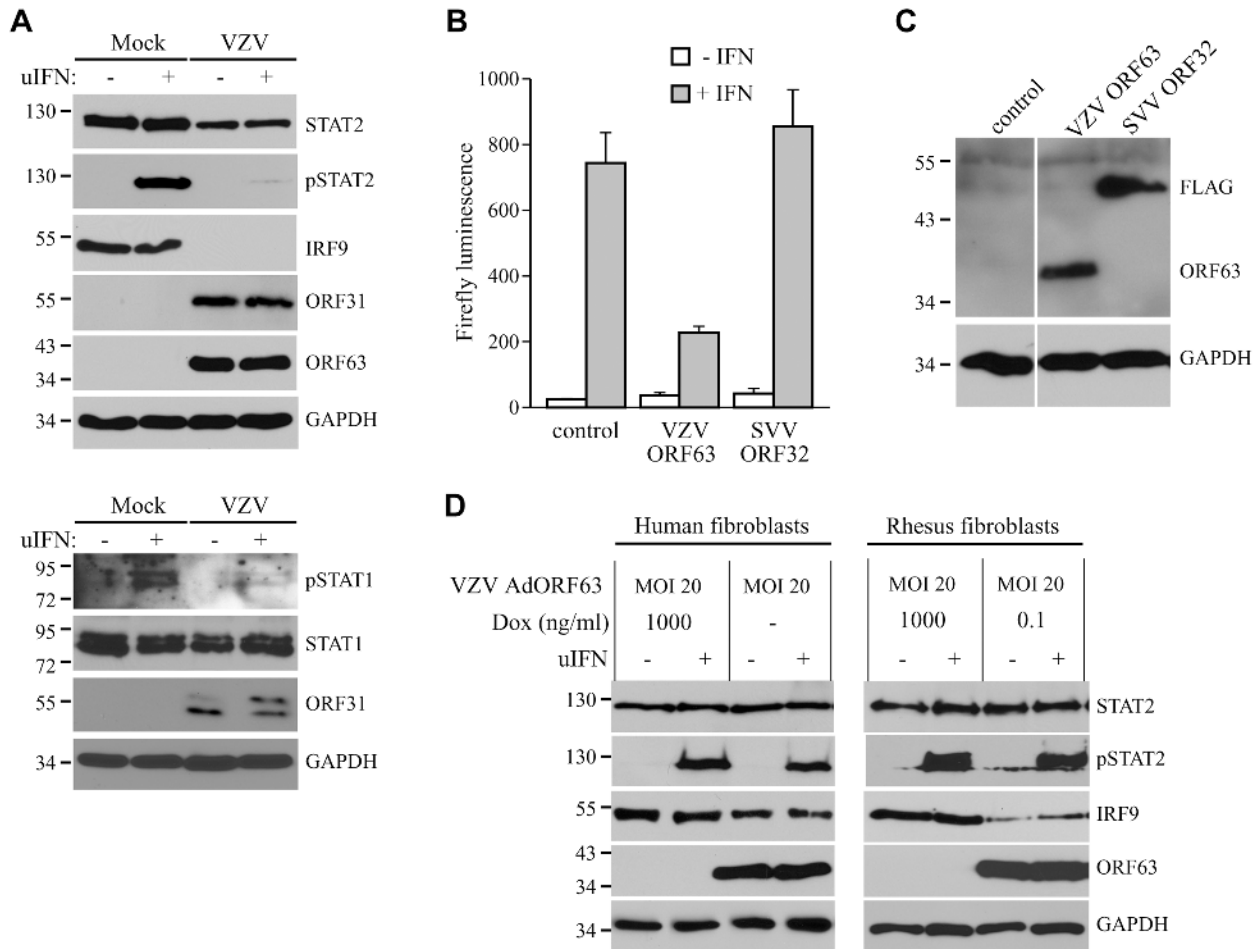 A
Mock VZV
uIFN: - + - +
130 STAT2
130 pSTAT2
55 IRF9
55 ORF31
43
34 ORF63
34 GAPDH
Mock VZV
uIFN: - + - +
95 pSTAT1
72
95 STAT1
72
55 ORF31
34 GAPDH
B
- IFN
+ IFN
Firefly luminescence
1000
800
600
400
200
0
control VZV SVV
ORF63 ORF32
C
control VZV ORF63 SVV ORF32
55
FLAG
43
ORF63
34
34 GAPDH
D
Human fibroblasts Rhesus fibroblasts
VZV AdORF63 MOI 20 MOI 20 MOI 20 MOI 20
Dox (ng/ml) 1000 - 1000 0.1
uIFN - + - + - + - +
130 STAT2
130 pSTAT2
55 IRF9
43
ORF63
34
34 GAPDH